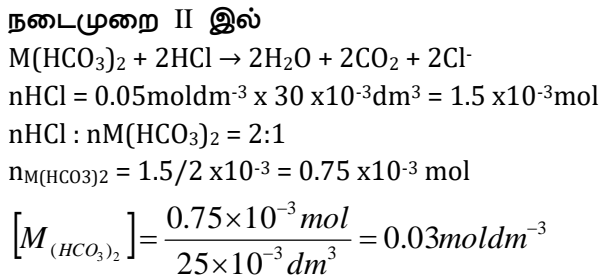 நடைமுறை II இல்
M(HCO₃)₂ + 2HCl → 2H₂O + 2CO₂ + 2Cl⁻
nHCl = 0.05moldm⁻³ x 30 x10⁻³dm³ = 1.5 x10⁻³mol
nHCl : nM(HCO₃)₂ = 2:1
n_M(HCO3)2 = 1.5/2 x10⁻³ = 0.75 x10⁻³ mol
[M_(HCO₃)₂] = 0.75×10⁻³ mol / 25×10⁻³ dm³ = 0.03moldm⁻³